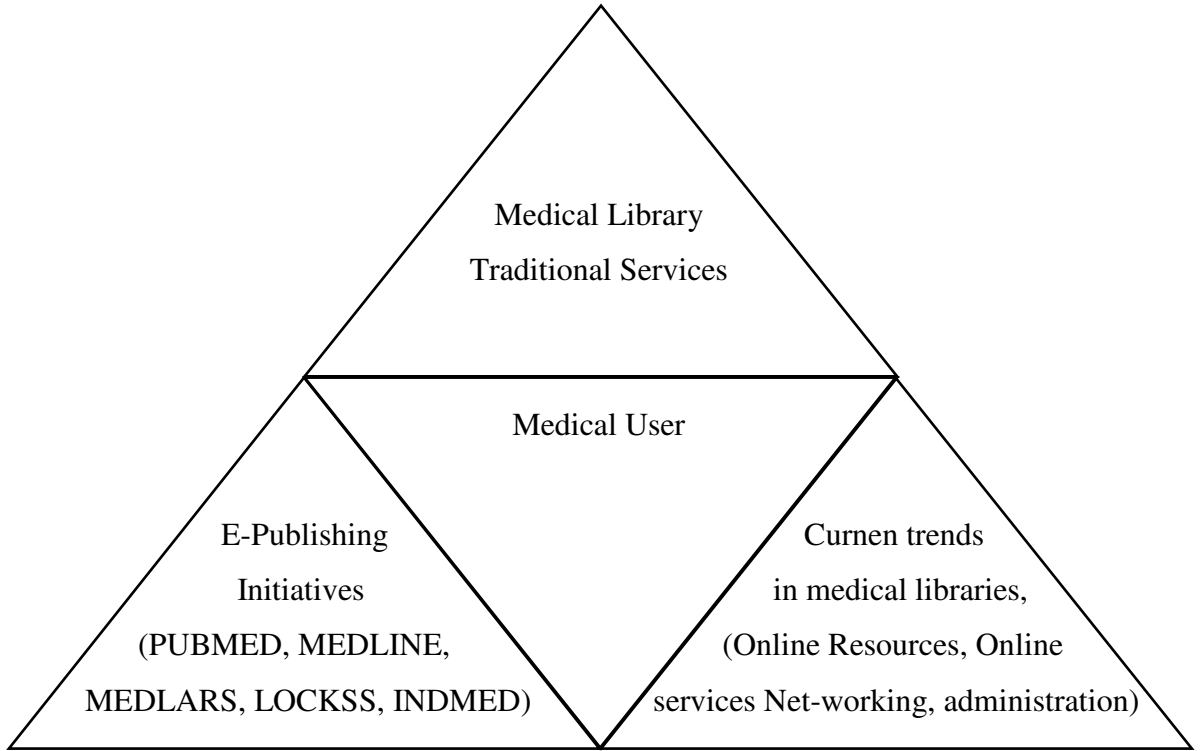 Medical Library
Traditional Services
Medical User
E-Publishing
Initiatives
(PUBMED, MEDLINE,
MEDLARS, LOCKSS, INDMED)
Curnen trends
in medical libraries,
(Online Resources, Online
services Net-working, administration)